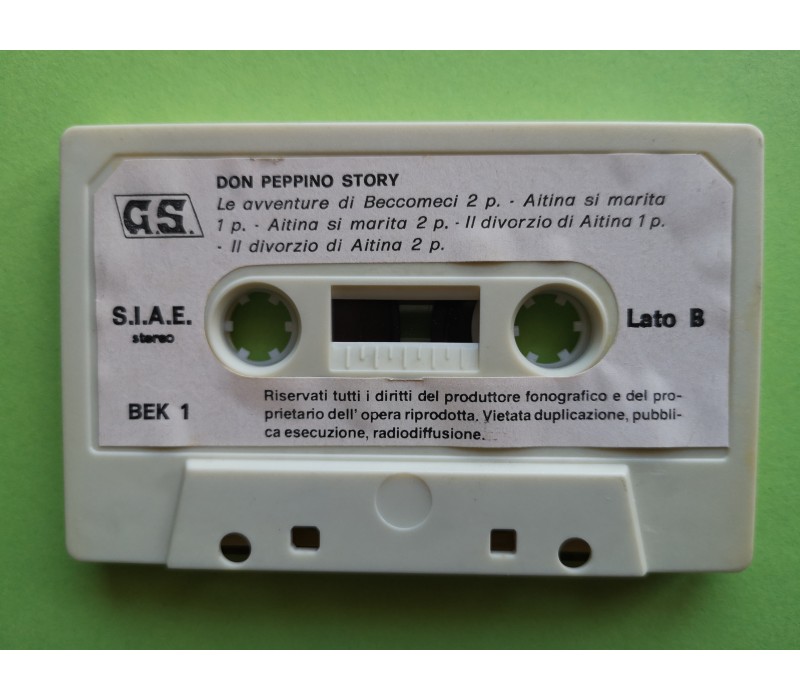 DON PEPPINO STORY
Le avventure di Beccomeci 2 p. - Aitina si marita
1 p. - Aitina si marita 2 p. - Il divorzio di Aitina 1 p.
- Il divorzio di Aitina 2 p.
G.S.
S.I.A.E.
stereo
Lato B
BEK 1
Riservati tutti i diritti del produttore fonografico e del pro-
prietario dell' opera riprodotta. Vietata duplicazione, pubbli-
ca esecuzione, radiodiffusione.